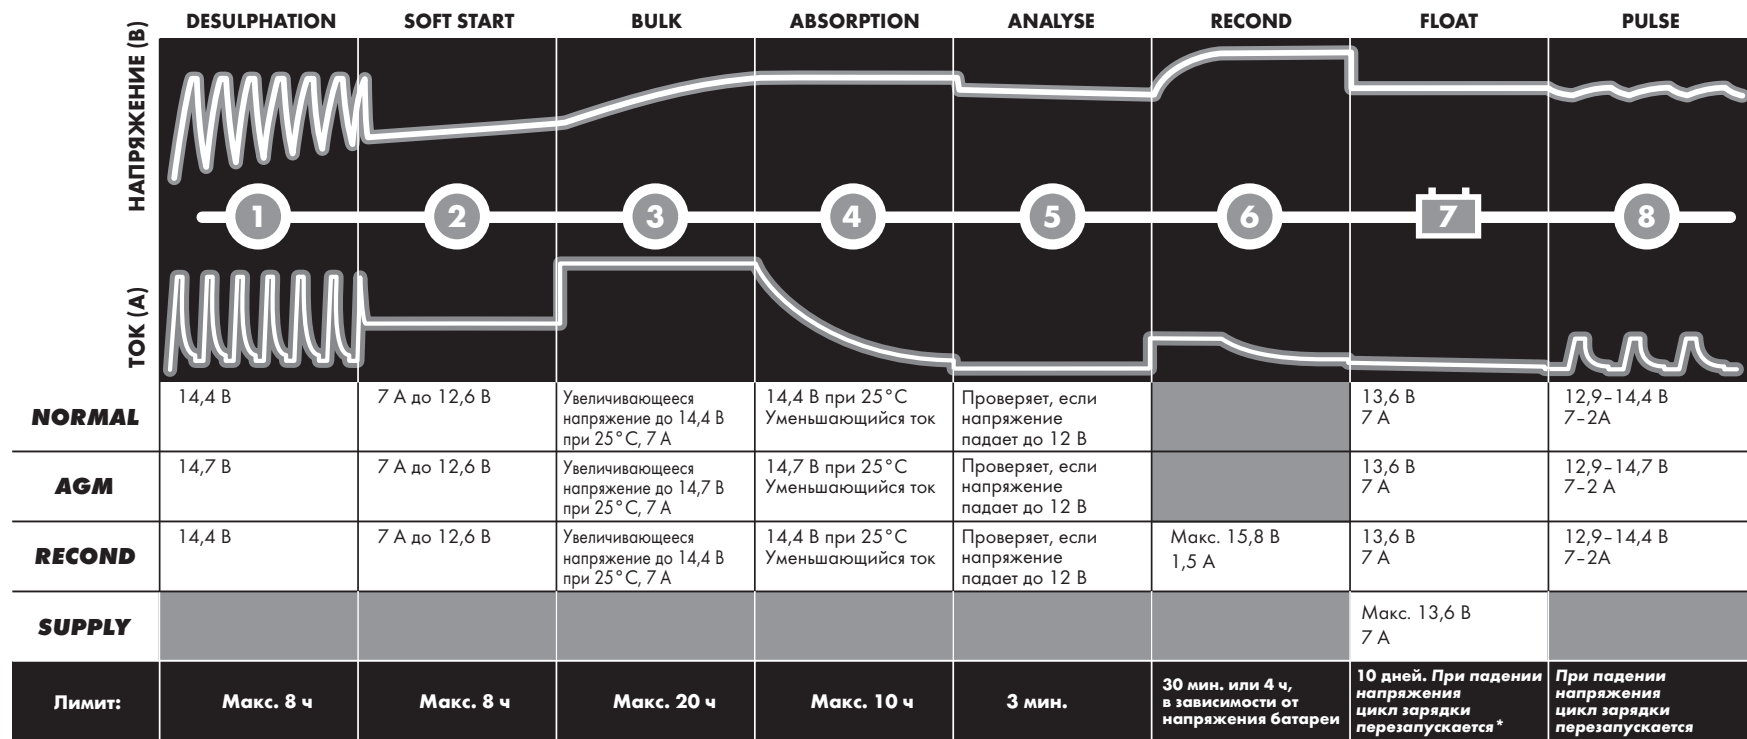 DESULPHATION
SOFT START
BULK
ABSORPTION
ANALYSE
RECOND
FLOAT
PULSE
НАПРЯЖЕНИЕ (В)
1
2
3
4
5
6
7
8
ТОК (А)
NORMAL
14,4 В
7 А до 12,6 В
Увеличивающееся
напряжение до 14,4 В
при 25°C, 7 А
14,4 В при 25°C
Уменьшающийся ток
Проверяет, если
напряжение
падает до 12 В
13,6 В
7 А
12,9–14,4 В
7–2А
AGM
14,7 В
7 А до 12,6 В
Увеличивающееся
напряжение до 14,7 В
при 25°C, 7 А
14,7 В при 25°C
Уменьшающийся ток
Проверяет, если
напряжение
падает до 12 В
13,6 В
7 А
12,9–14,7 В
7–2 А
RECOND
14,4 В
7 А до 12,6 В
Увеличивающееся
напряжение до 14,4 В
при 25°C, 7 А
14,4 В при 25°C
Уменьшающийся ток
Проверяет, если
напряжение
падает до 12 В
Макс. 15,8 В
1,5 А
13,6 В
7 А
12,9–14,4 В
7–2А
SUPPLY
Макс. 13,6 В
7 А
Лимит:
Макс. 8 ч
Макс. 8 ч
Макс. 20 ч
Макс. 10 ч
3 мин.
30 мин. или 4 ч,
в зависимости от
напряжения батареи
10 дней. При падении
напряжения
цикл зарядки
перезапускается*
При падении
напряжения
цикл зарядки
перезапускается